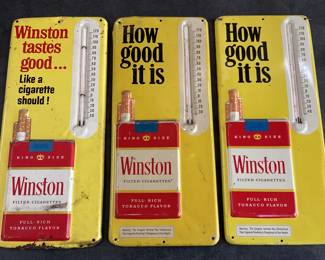 Winston
tastes
good...
Like a
cigarette
should!
KING SIZE
Winston
FILTER·CIGARETTES
FULL·RICH
TOBACCO FLAVOR
How
good
it is
KING SIZE
Winston
FILTER·CIGARETTES
FULL·RICH
TOBACCO FLAVOR
How
good
it is
KING SIZE
Winston
FILTER·CIGARETTES
FULL·RICH
TOBACCO FLAVOR